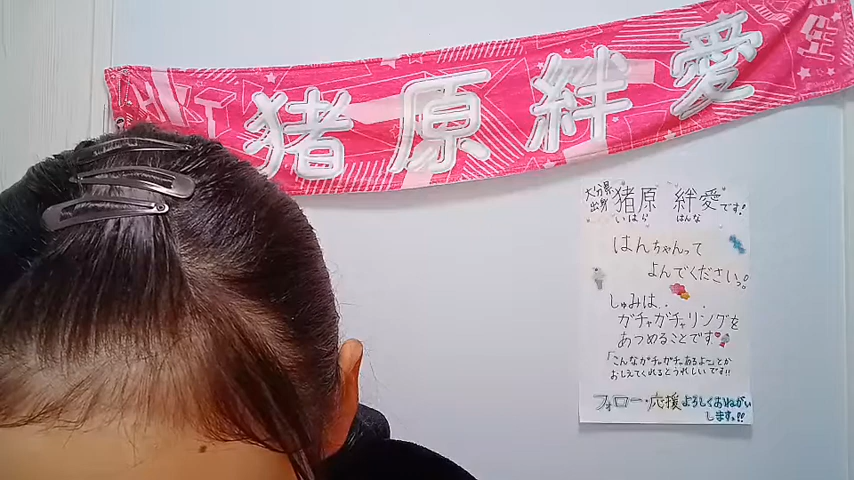 猪原絆愛
大分県
出身
猪原 絆愛です!
いはら はんな
はんちゃんって
よんでください。
しゅみは..
ガチャガチャリングを
あつめることです。
「こんなガチャガチャあるよ〜」とか
おしえてくれるとうれしいです!!
フォロー・応援よろしくおねがい
します。!!